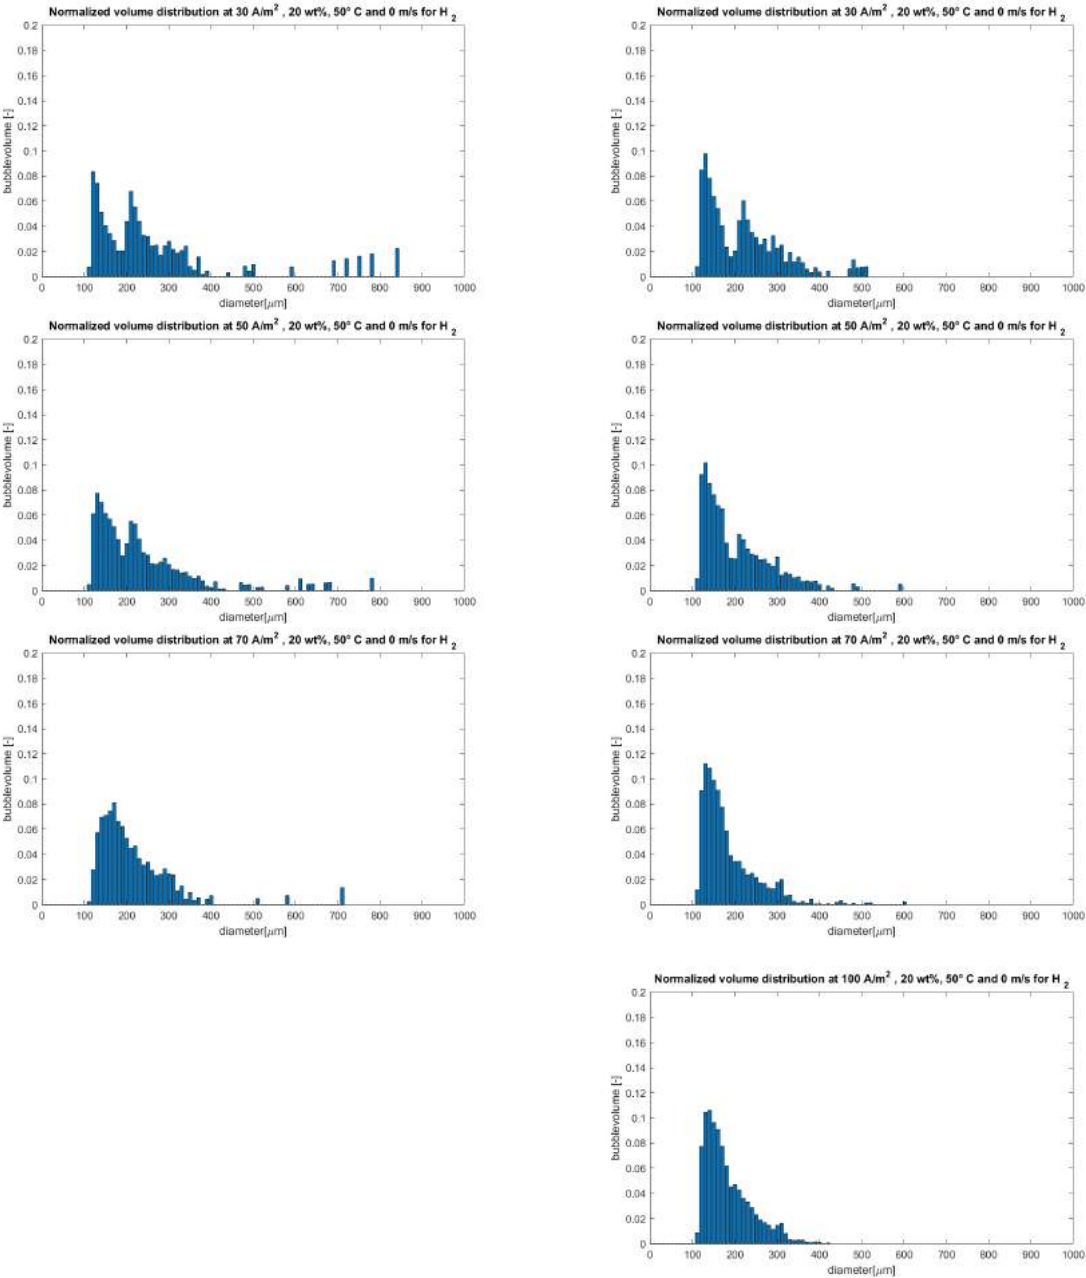 Normalized volume distribution at 30 A/m2 , 20 wt%, 50° C and 0 m/s for H 2
0.2
0.18
0.16
0.14
0.12
0.1
0.08
0.06
0.04
0.02
0
bubblevolume [-]
0 100 200 300 400 500 600 700 800 900 1000
diameter[μm]
Normalized volume distribution at 30 A/m2 , 20 wt%, 50° C and 0 m/s for H 2
0.2
0.18
0.16
0.14
0.12
0.1
0.08
0.06
0.04
0.02
0
bubblevolume [-]
0 100 200 300 400 500 600 700 800 900 1000
diameter[μm]
Normalized volume distribution at 50 A/m2 , 20 wt%, 50° C and 0 m/s for H 2
0.2
0.18
0.16
0.14
0.12
0.1
0.08
0.06
0.04
0.02
0
bubblevolume [-]
0 100 200 300 400 500 600 700 800 900 1000
diameter[μm]
Normalized volume distribution at 50 A/m2 , 20 wt%, 50° C and 0 m/s for H 2
0.2
0.18
0.16
0.14
0.12
0.1
0.08
0.06
0.04
0.02
0
bubblevolume [-]
0 100 200 300 400 500 600 700 800 900 1000
diameter[μm]
Normalized volume distribution at 70 A/m2 , 20 wt%, 50° C and 0 m/s for H 2
0.2
0.18
0.16
0.14
0.12
0.1
0.08
0.06
0.04
0.02
0
bubblevolume [-]
0 100 200 300 400 500 600 700 800 900 1000
diameter[μm]
Normalized volume distribution at 70 A/m2 , 20 wt%, 50° C and 0 m/s for H 2
0.2
0.18
0.16
0.14
0.12
0.1
0.08
0.06
0.04
0.02
0
bubblevolume [-]
0 100 200 300 400 500 600 700 800 900 1000
diameter[μm]
Normalized volume distribution at 100 A/m2 , 20 wt%, 50° C and 0 m/s for H 2
0.2
0.18
0.16
0.14
0.12
0.1
0.08
0.06
0.04
0.02
0
bubblevolume [-]
0 100 200 300 400 500 600 700 800 900 1000
diameter[μm]